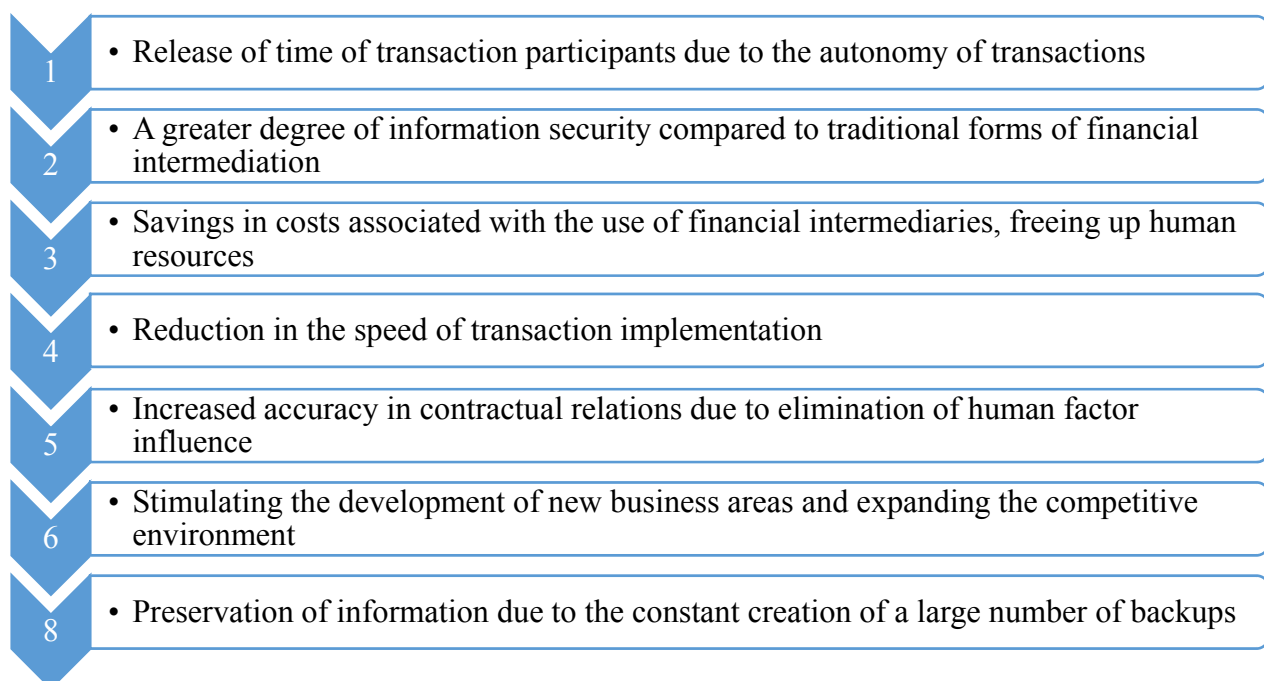 1
• Release of time of transaction participants due to the autonomy of transactions
2
• A greater degree of information security compared to traditional forms of financial
intermediation
3
• Savings in costs associated with the use of financial intermediaries, freeing up human
resources
4
• Reduction in the speed of transaction implementation
5
• Increased accuracy in contractual relations due to elimination of human factor
influence
6
• Stimulating the development of new business areas and expanding the competitive
environment
8
• Preservation of information due to the constant creation of a large number of backups